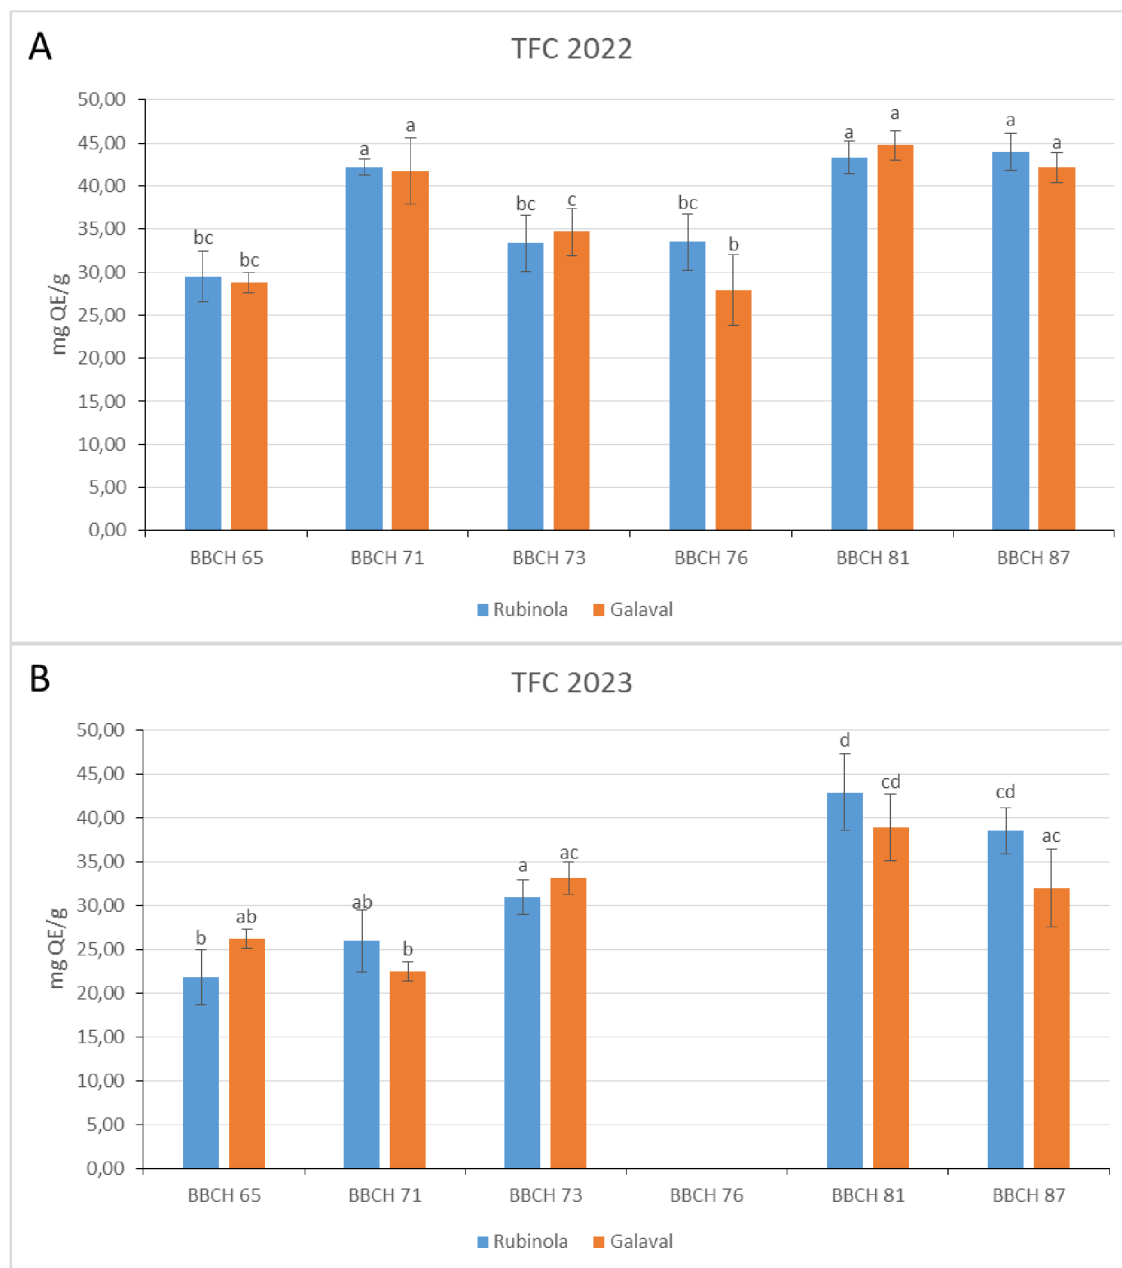 A
TFC 2022
mg QE/g
50,00
45,00
40,00
35,00
30,00
25,00
20,00
15,00
10,00
5,00
0,00
bc bc a a bc c bc b a a a a
BBCH 65 BBCH 71 BBCH 73 BBCH 76 BBCH 81 BBCH 87
Rubinola Galaval
B
TFC 2023
mg QE/g
50,00
45,00
40,00
35,00
30,00
25,00
20,00
15,00
10,00
5,00
0,00
b ab ab b a ac d cd cd ac
BBCH 65 BBCH 71 BBCH 73 BBCH 76 BBCH 81 BBCH 87
Rubinola Galaval